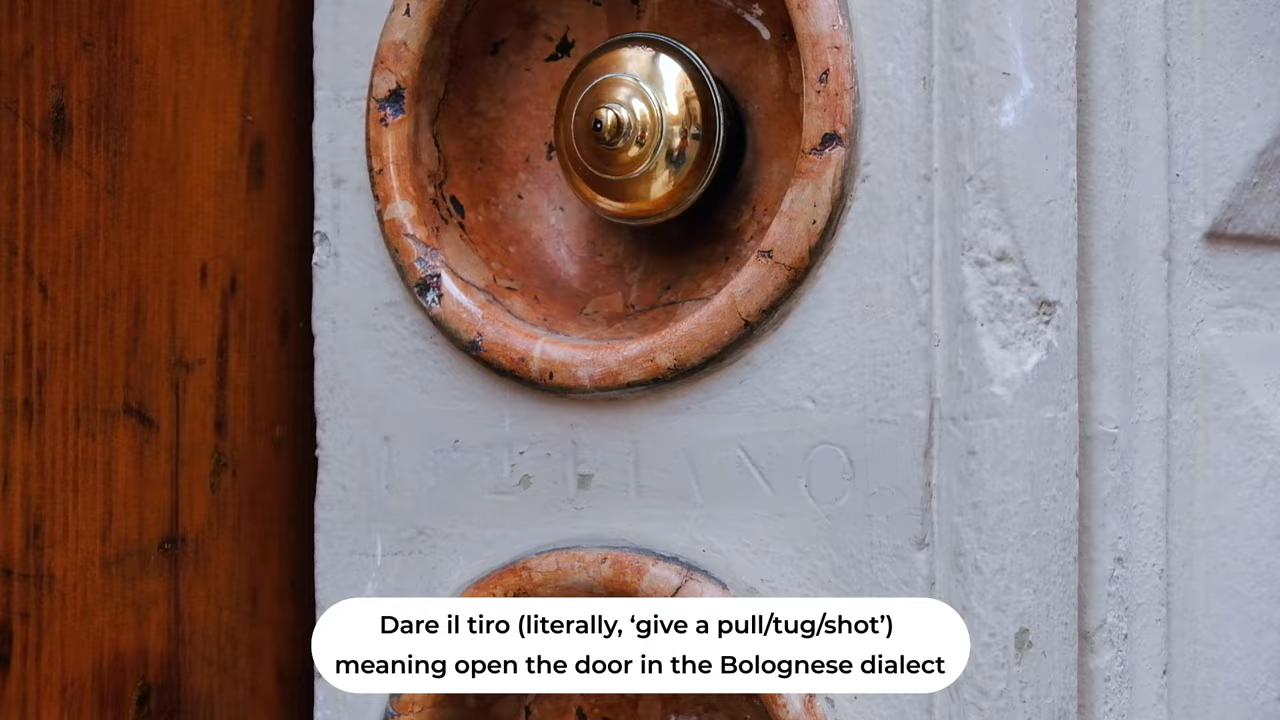 Dare il tiro (literally, ‘give a pull/tug/shot’)
meaning open the door in the Bolognese dialect